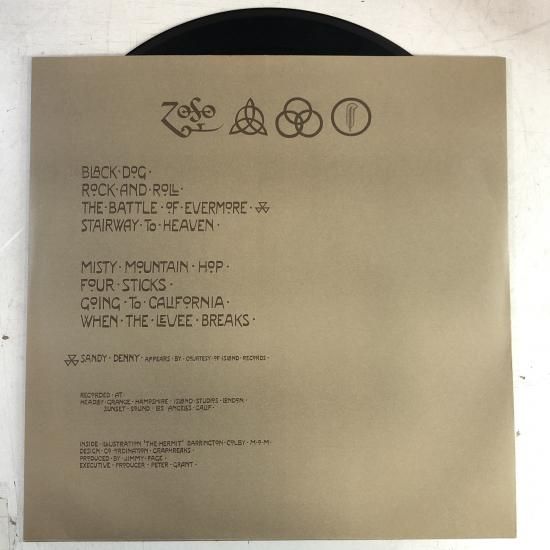 ZOSO
BLACK·DOG·
ROCK·AND·ROLL·
THE·BATTLE·OF·EVERMORE·
STAIRWAY·TO·HEAVEN·
MISTY·MOUNTAIN·HOP·
FOUR·STICKS·
GOING·TO·CALIFORNIA·
WHEN·THE·LEVEE·BREAKS·
SANDY·DENNY·APPEARS·BY·COURTESY·OF·ISLAND·RECORDS·
RECORDED·AT·
HEADLEY·GRANGE·HAMPSHIRE·ISLAND·STUDIOS·LONDON·
SUNSET·SOUND·LOS·ANGELES·CALIF·
INSIDE·ILLUSTRATION·'THE·HERMIT'·BARRINGTON·COLBY·M·O·M·
DESIGN·CO·ORDINATION·GRAPHREAKS·
PRODUCED·BY·JIMMY·PAGE·
EXECUTIVE·PRODUCER·PETER·GRANT·